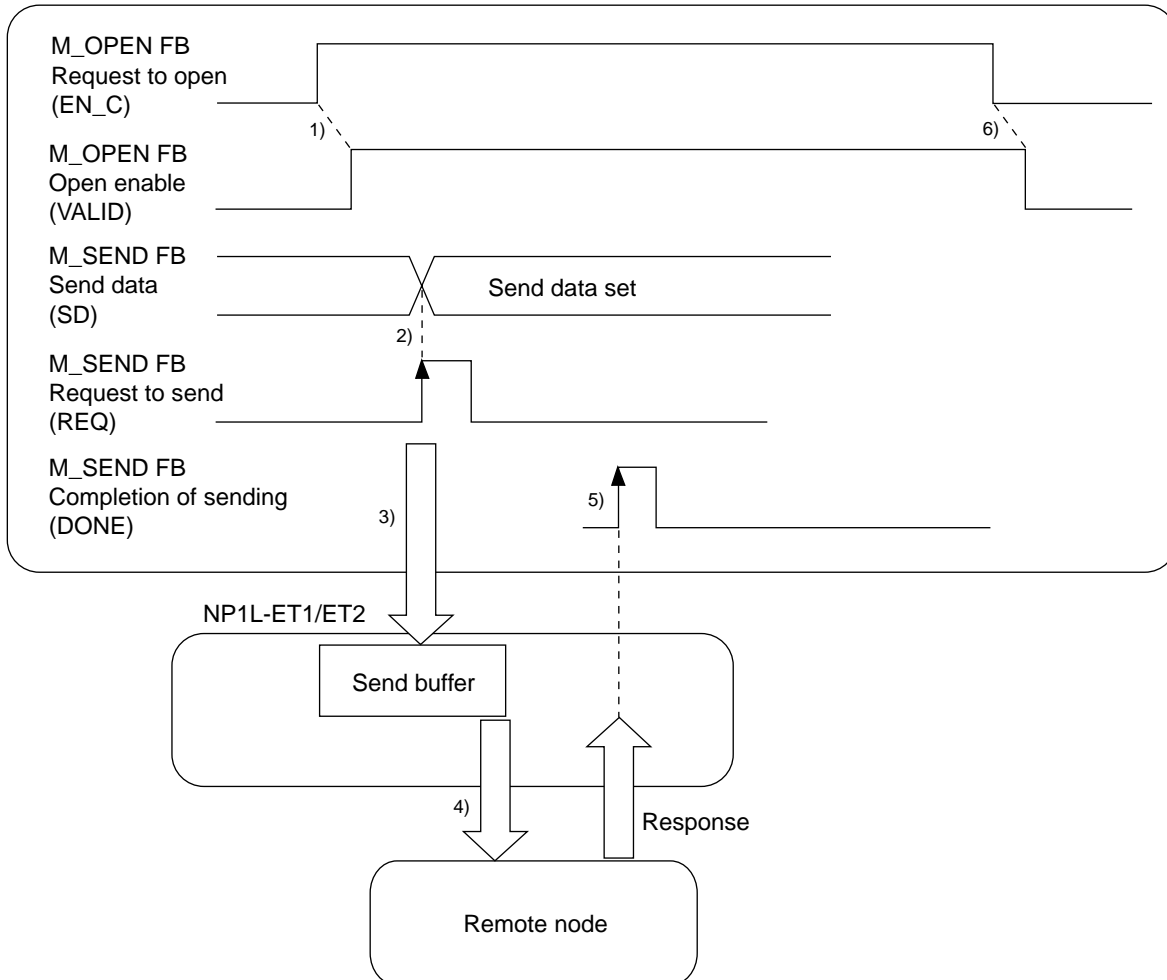 M_OPEN FB
Request to open
(EN_C)
1)
6)
M_OPEN FB
Open enable
(VALID)
M_SEND FB
Send data
(SD)
Send data set
2)
M_SEND FB
Request to send
(REQ)
M_SEND FB
Completion of sending
(DONE)
3)
5)
NP1L-ET1/ET2
Send buffer
4)
Response
Remote node